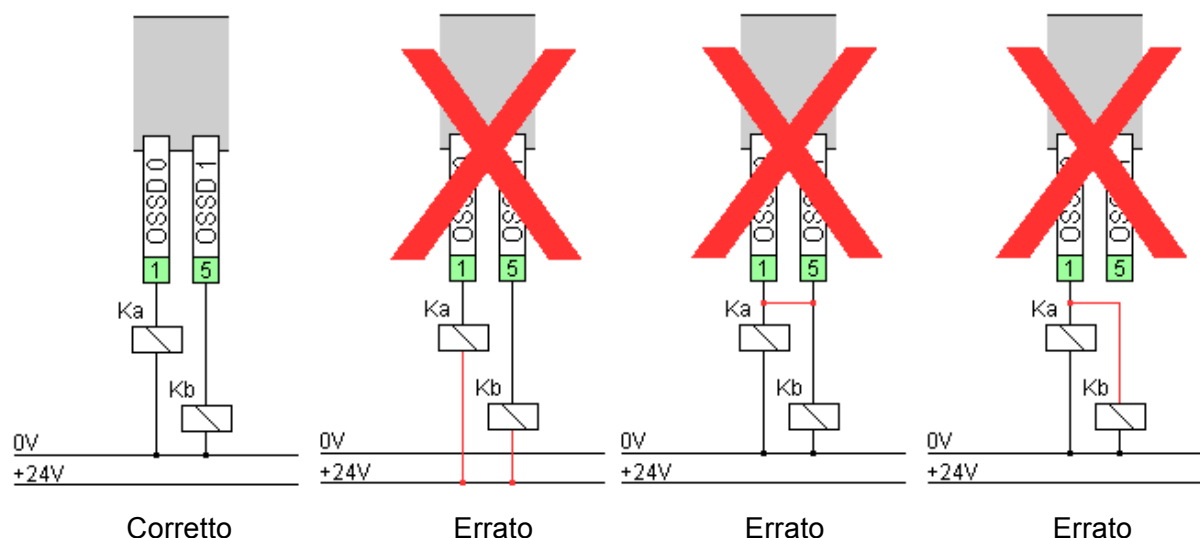 OSSD 0
OSSD 1
1
5
Ka
Kb
0V
+24V
Corretto
1
5
Ka
Kb
0V
+24V
Errato
1
5
Ka
Kb
0V
+24V
Errato
1
5
Ka
Kb
0V
+24V
Errato